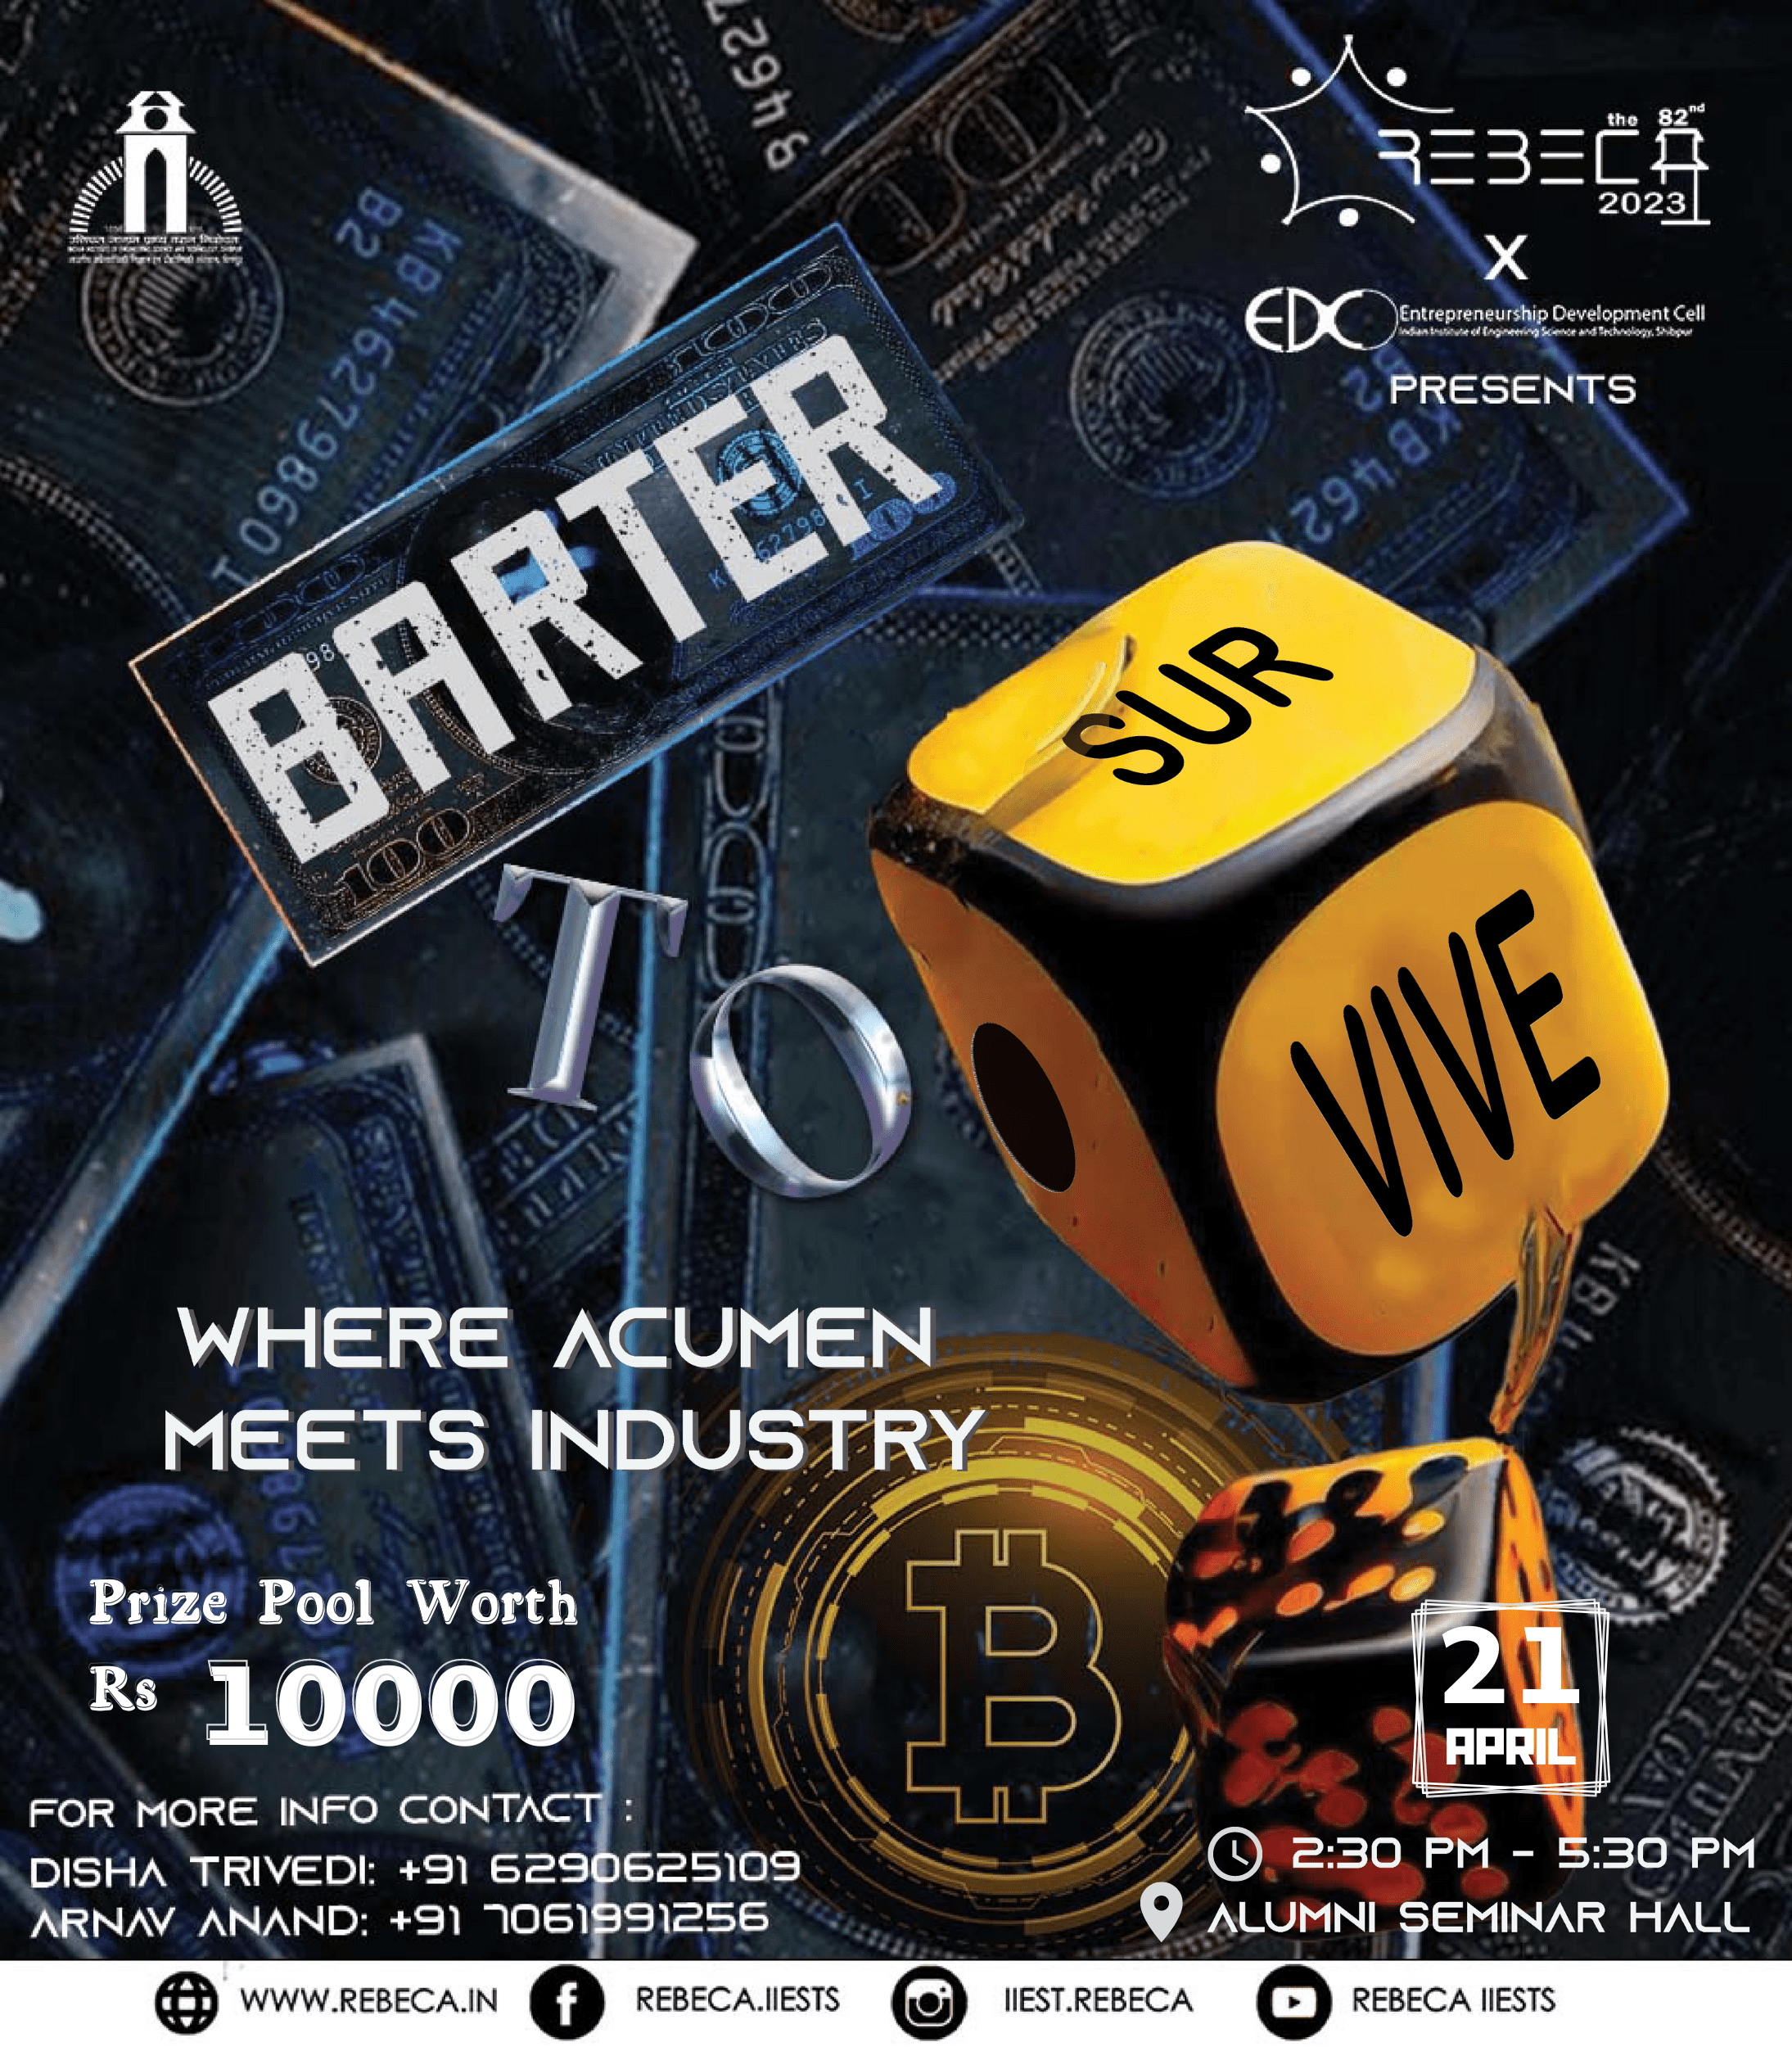 the 82nd
REBECA
2023
X
EDC Entrepreneurship Development Cell
Indian Institute of Engineering Science and Technology, Shibpur
PRESENTS
BARTER
TO
SUR
VIVE
WHERE ACUMEN
MEETS INDUSTRY
Prize Pool Worth
Rs 10000
21
APRIL
FOR MORE INFO CONTACT :
DISHA TRIVEDI: +91 6290625109
ARNAV ANAND: +91 7061991256
2:30 PM - 5:30 PM
ALUMNI SEMINAR HALL
WWW.REBECA.IN
REBECA.IIESTS
IIEST.REBECA
REBECA IIESTS